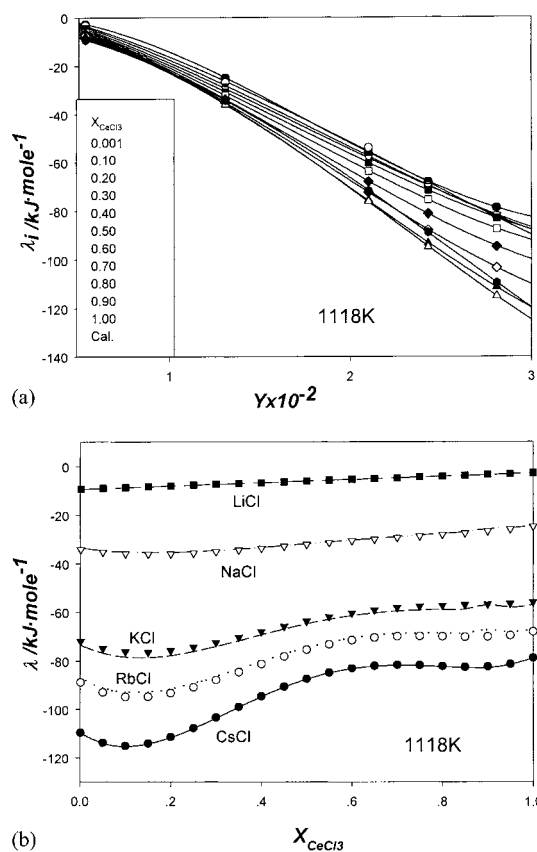 0
-20
-40
-60
-80
-100
-120
-140
λi /kJ·mole-1
XCeCl3
0.001
0.10
0.20
0.30
0.40
0.50
0.60
0.70
0.80
0.90
1.00
Cal.
1118K
1
2
3
Yx10-2
(a)
0
-20
-40
-60
-80
-100
-120
λ /kJ·mole-1
LiCl
NaCl
KCl
RbCl
CsCl
1118K
0.0
.2
.4
.6
.8
1.0
XCeCl3
(b)